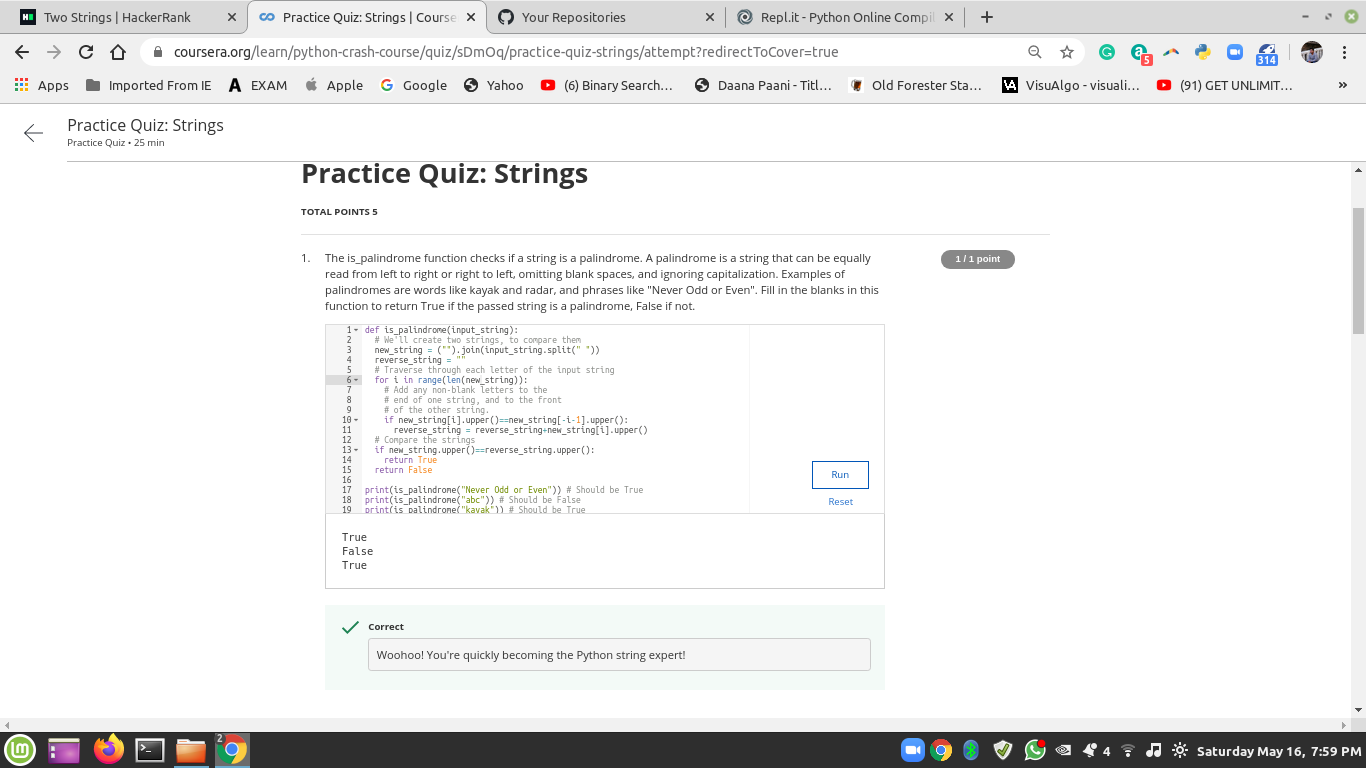 Two Strings | HackerRank
Practice Quiz: Strings | Course
Your Repositories
Repl.it - Python Online Compil
coursera.org/learn/python-crash-course/quiz/sDmOq/practice-quiz-strings/attempt?redirectToCover=true
5
314
Apps
Imported From IE
EXAM
Apple
Google
Yahoo
(6) Binary Search...
Daana Paani - Titl...
Old Forester Sta...
VisuAlgo - visuali...
(91) GET UNLIMIT...
»
Practice Quiz: Strings
Practice Quiz • 25 min
Practice Quiz: Strings
TOTAL POINTS 5
1. The is_palindrome function checks if a string is a palindrome. A palindrome is a string that can be equally
1 / 1 point
read from left to right or right to left, omitting blank spaces, and ignoring capitalization. Examples of
palindromes are words like kayak and radar, and phrases like "Never Odd or Even". Fill in the blanks in this
function to return True if the passed string is a palindrome, False if not.
1 def is_palindrome(input_string):
2   # We'll create two strings, to compare them
3   new_string = ("").join(input_string.split(" "))
4   reverse_string = ""
5   # Traverse through each letter of the input string
6   for i in range(len(new_string)):
7     # Add any non-blank letters to the
8     # end of one string, and to the front
9     # of the other string.
10     if new_string[i].upper()==new_string[-i-1].upper():
11       reverse_string = reverse_string+new_string[i].upper()
12   # Compare the strings
13   if new_string.upper()==reverse_string.upper():
14     return True
15   return False
16
17 print(is_palindrome("Never Odd or Even")) # Should be True
18 print(is_palindrome("abc")) # Should be False
19 print(is_palindrome("kayak")) # Should be True
Run
Reset
True
False
True
Correct
Woohoo! You're quickly becoming the Python string expert!
2
4
Saturday May 16, 7:59 PM